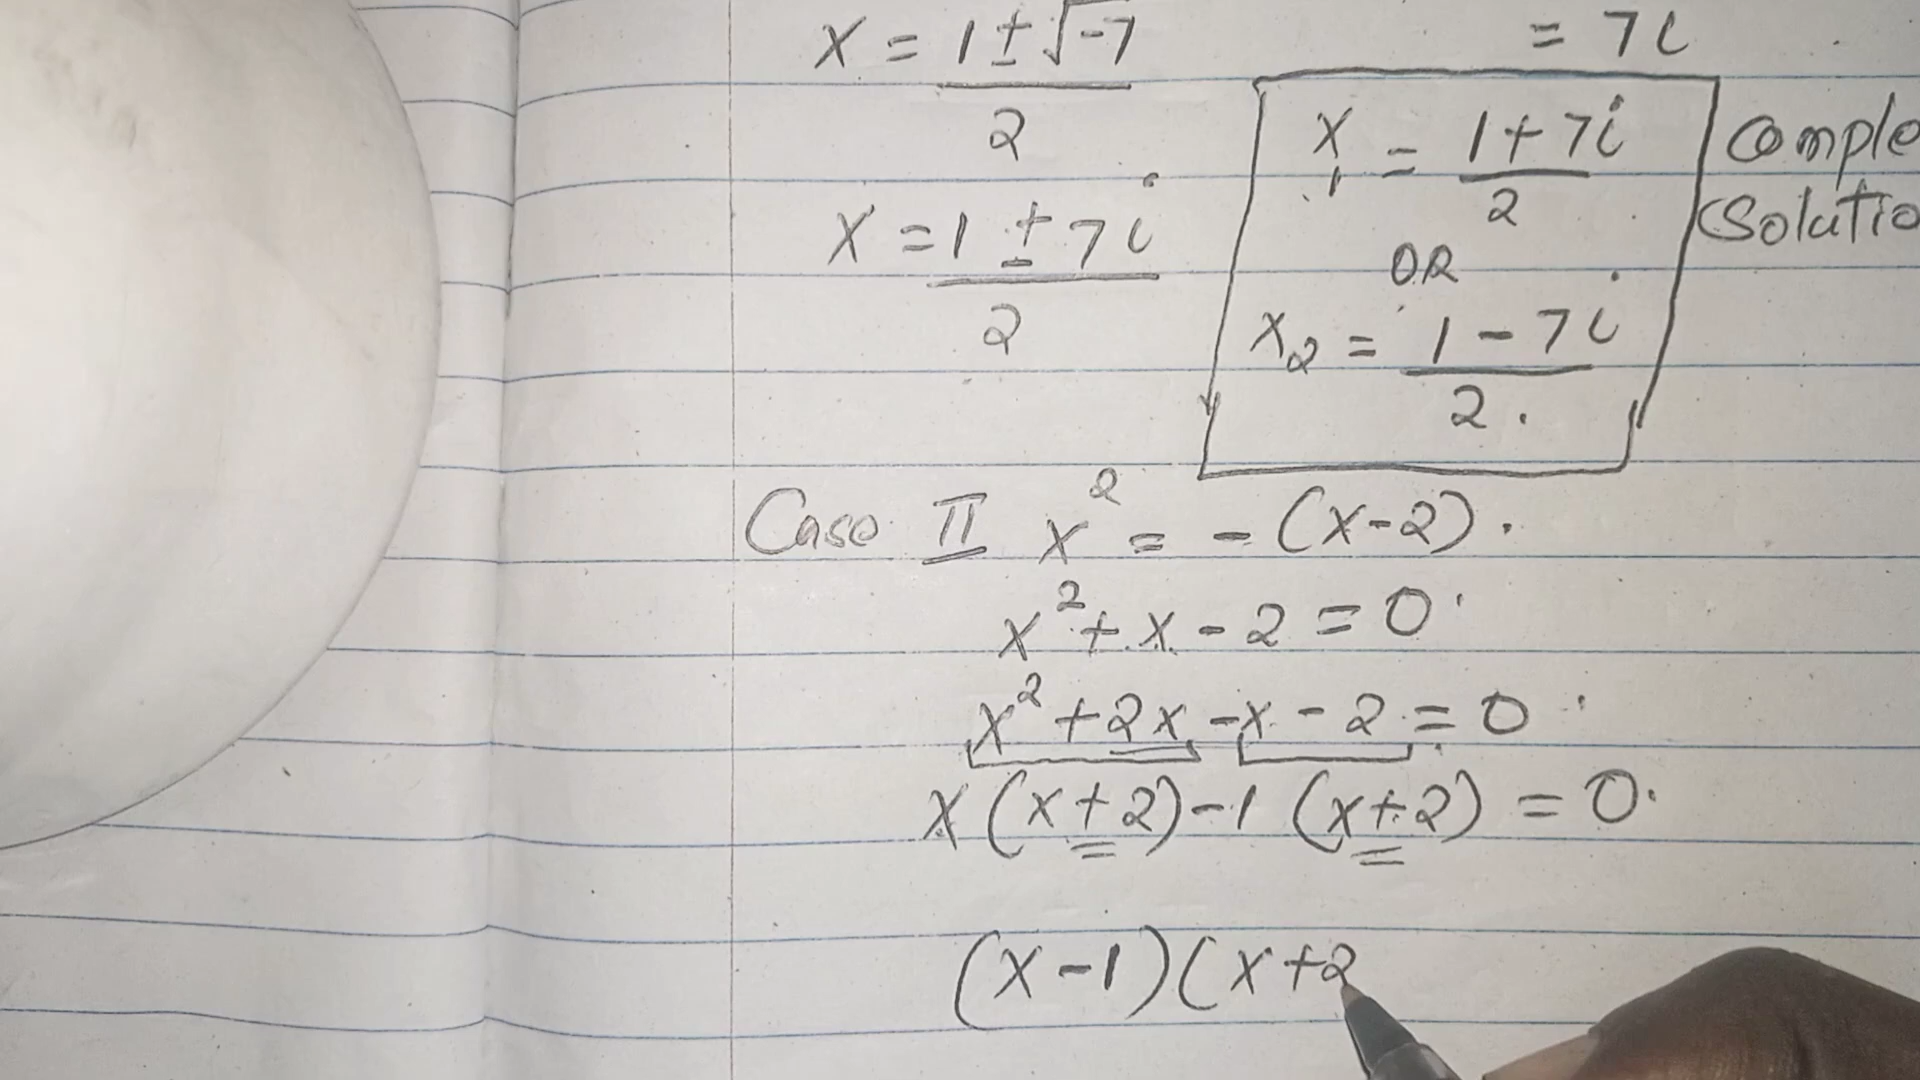 x = 1 ± √-7
2
= 7i
x = 1 ± 7i
2
x₁ = 1 + 7i
2
OR
x₂ = 1 - 7i
2.
Comple
Solutio
Case II x² = - (x-2).
x² + x - 2 = 0
x² + 2x - x - 2 = 0
x (x+2) - 1 (x+2) = 0.
(x-1)(x+2